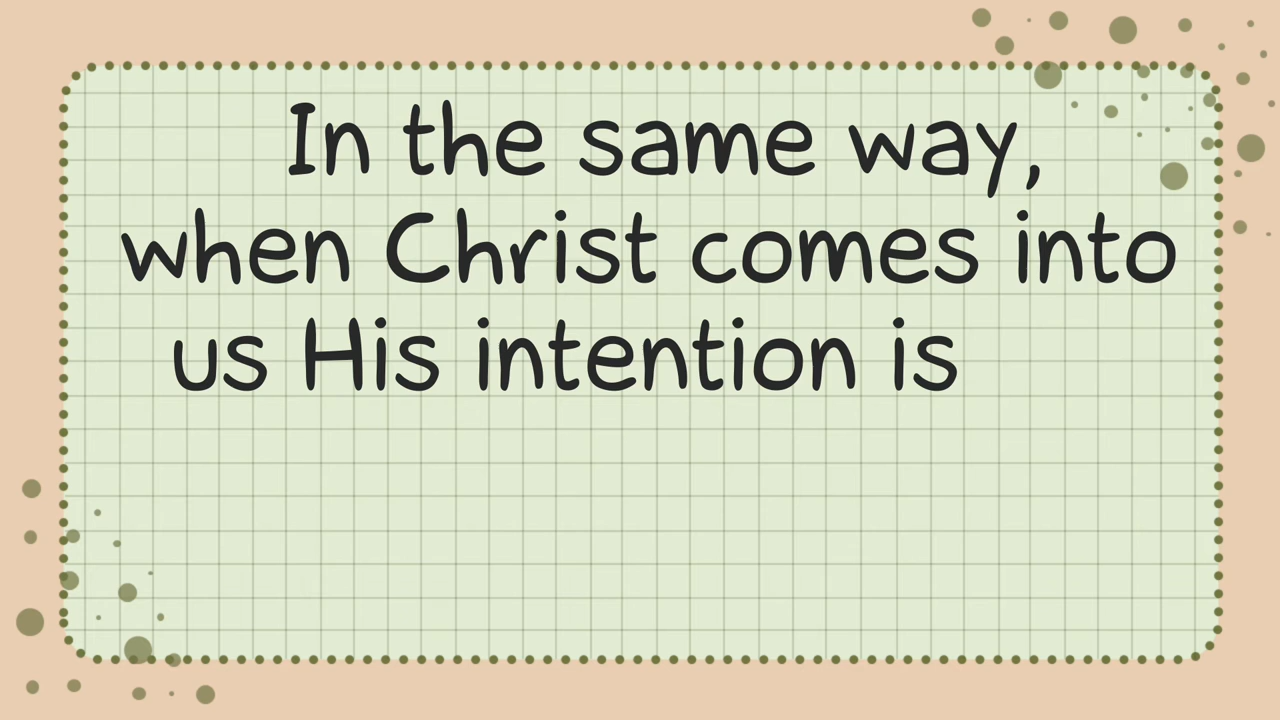 In the same way,
when Christ comes into
us His intention is